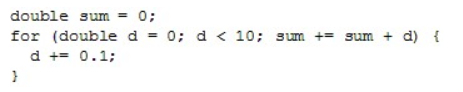 double sum = 0;
for (double d = 0; d < 10; sum += sum + d) {
  d += 0.1;
}